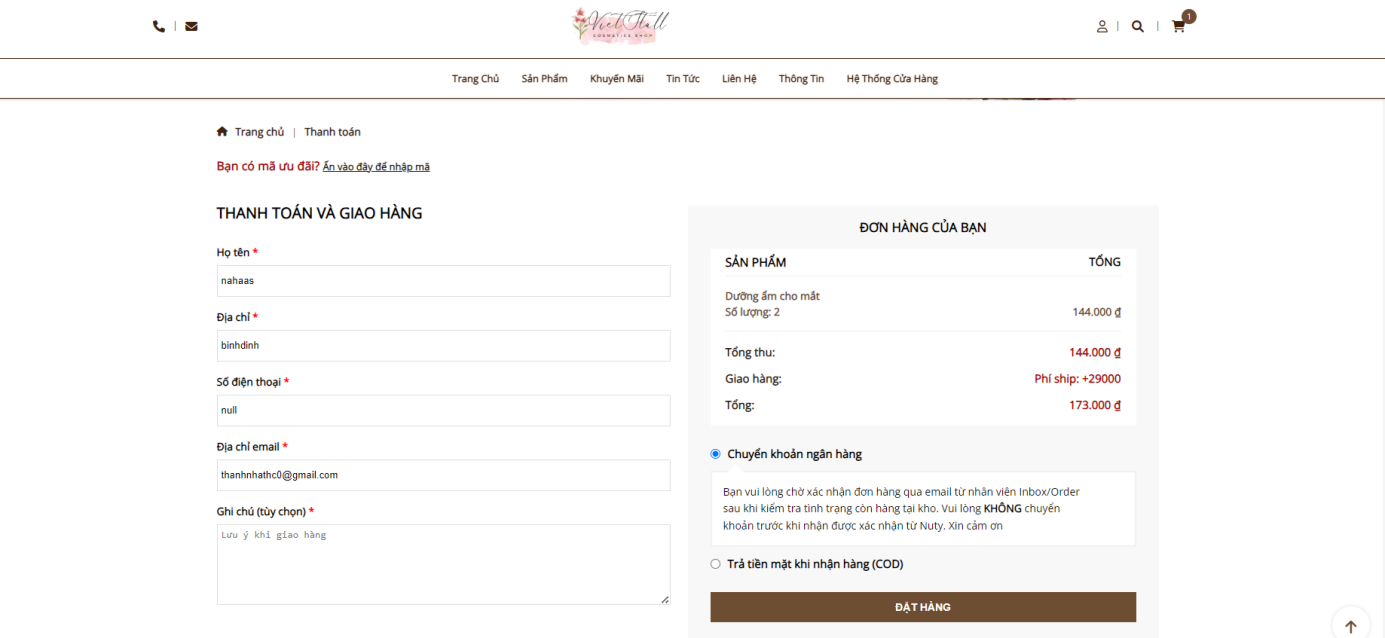 1
Viet Stall
COSMETICS SHOP
Trang Chủ Sản Phẩm Khuyến Mãi Tin Tức Liên Hệ Thông Tin Hệ Thống Cửa Hàng
Trang chủ | Thanh toán
Bạn có mã ưu đãi? Ấn vào đây để nhập mã
THANH TOÁN VÀ GIAO HÀNG
Họ tên *
nahaas
Địa chỉ *
binhdinh
Số điện thoại *
null
Địa chỉ email *
thanhnhathc0@gmail.com
Ghi chú (tùy chọn) *
Lưu ý khi giao hàng
ĐƠN HÀNG CỦA BẠN
SẢN PHẨM TỔNG
Dưỡng ẩm cho mắt
Số lượng: 2 144.000 ₫
Tổng thu: 144.000 ₫
Giao hàng: Phí ship: +29000
Tổng: 173.000 ₫
Chuyển khoản ngân hàng
Bạn vui lòng chờ xác nhận đơn hàng qua email từ nhân viên Inbox/Order
sau khi kiểm tra tình trạng còn hàng tại kho. Vui lòng KHÔNG chuyển
khoản trước khi nhận được xác nhận từ Nuty. Xin cảm ơn
Trả tiền mặt khi nhận hàng (COD)
ĐẶT HÀNG